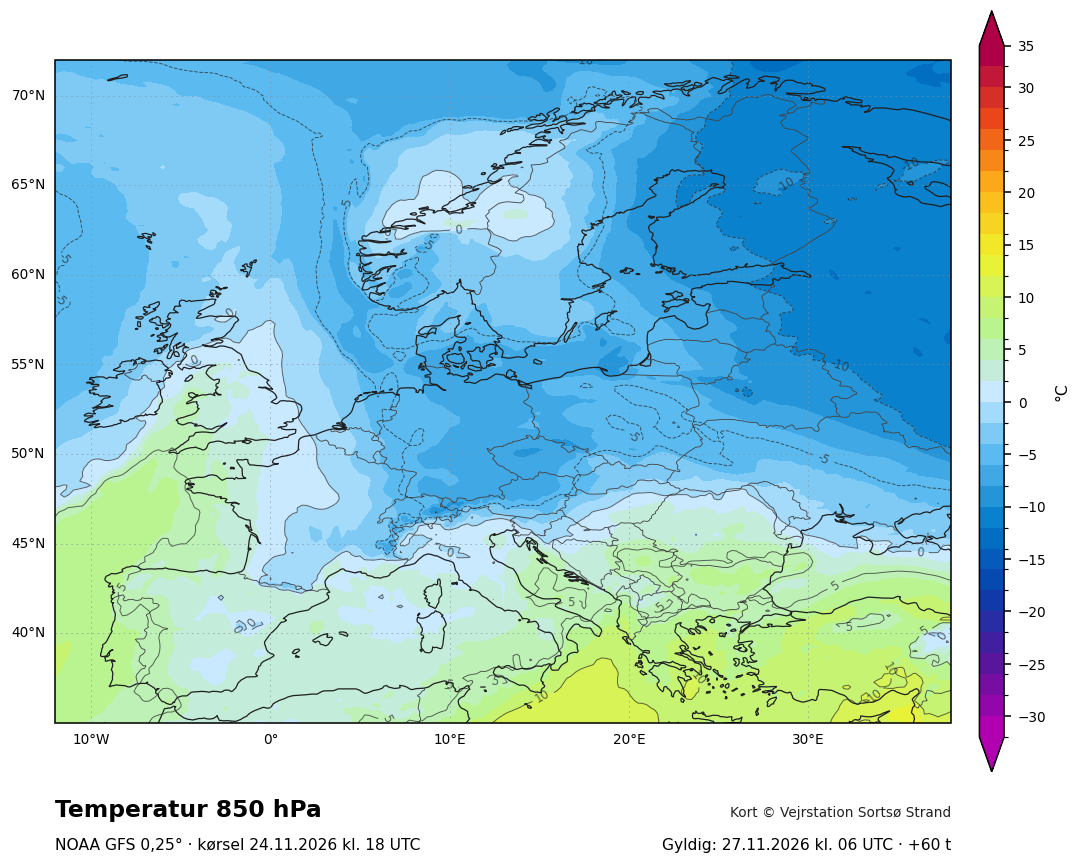 35
30
25
20
15
10
5
0
−5
−10
−15
−20
−25
−30
°C
70°N
65°N
60°N
55°N
50°N
45°N
40°N
10°W
0°
10°E
20°E
30°E
Temperatur 850 hPa
Kort © Vejrstation Sortsø Strand
NOAA GFS 0,25° · kørsel 24.11.2026 kl. 18 UTC
Gyldig: 27.11.2026 kl. 06 UTC · +60 t